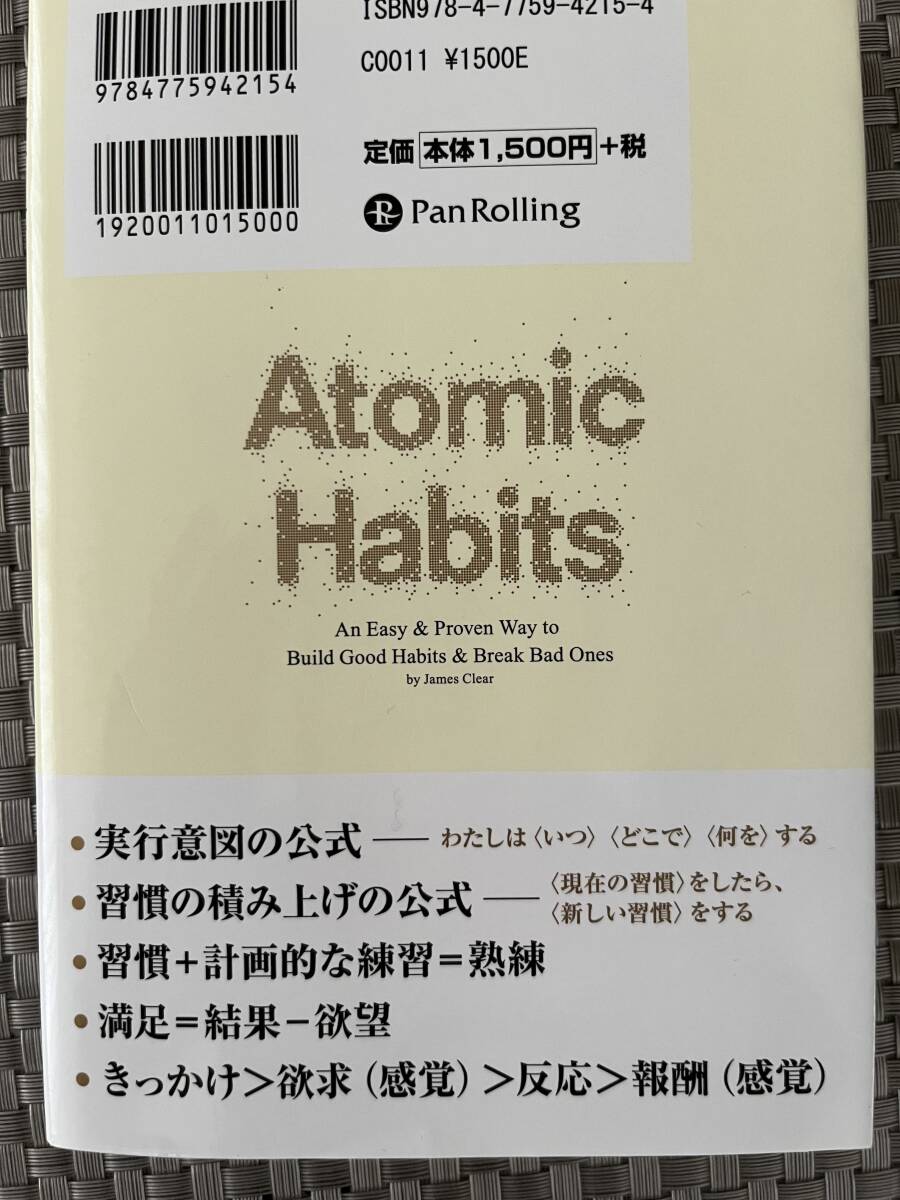 ISBN978-4-7759-4215-4
9784775942154
C0011 ¥1500E
定価 本体1,500円 +税
1920011015000
PanRolling
Atomic
Habits
An Easy & Proven Way to
Build Good Habits & Break Bad Ones
by James Clear
• 実行意図の公式 —— わたしは〈いつ〉〈どこで〉〈何を〉する
• 習慣の積み上げの公式 —— 〈現在の習慣〉をしたら、
〈新しい習慣〉をする
• 習慣+計画的な練習=熟練
• 満足=結果−欲望
• きっかけ>欲求(感覚)>反応>報酬(感覚)